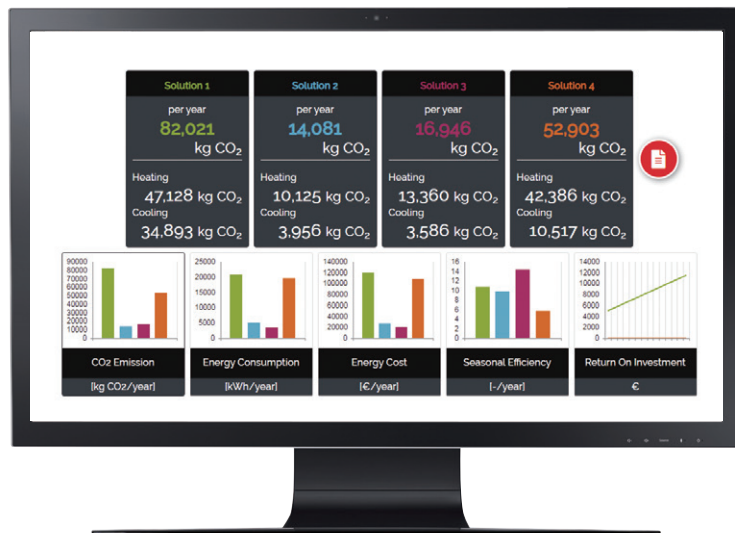 Solution 1
per year
82,021
kg CO₂
Heating
47,128 kg CO₂
Cooling
34,893 kg CO₂
Solution 2
per year
14,081
kg CO₂
Heating
10,125 kg CO₂
Cooling
3,956 kg CO₂
Solution 3
per year
16,946
kg CO₂
Heating
13,360 kg CO₂
Cooling
3,586 kg CO₂
Solution 4
per year
52,903
kg CO₂
Heating
42,386 kg CO₂
Cooling
10,517 kg CO₂
90000
80000
70000
60000
50000
40000
30000
20000
10000
0
CO2 Emission
[kg CO2/year]
25000
20000
15000
10000
5000
0
Energy Consumption
[kWh/year]
140000
120000
100000
80000
60000
40000
20000
0
Energy Cost
[€/year]
16
14
12
10
8
6
4
2
0
Seasonal Efficiency
[-/year]
14000
12000
10000
8000
6000
4000
2000
0
Return On Investment
€